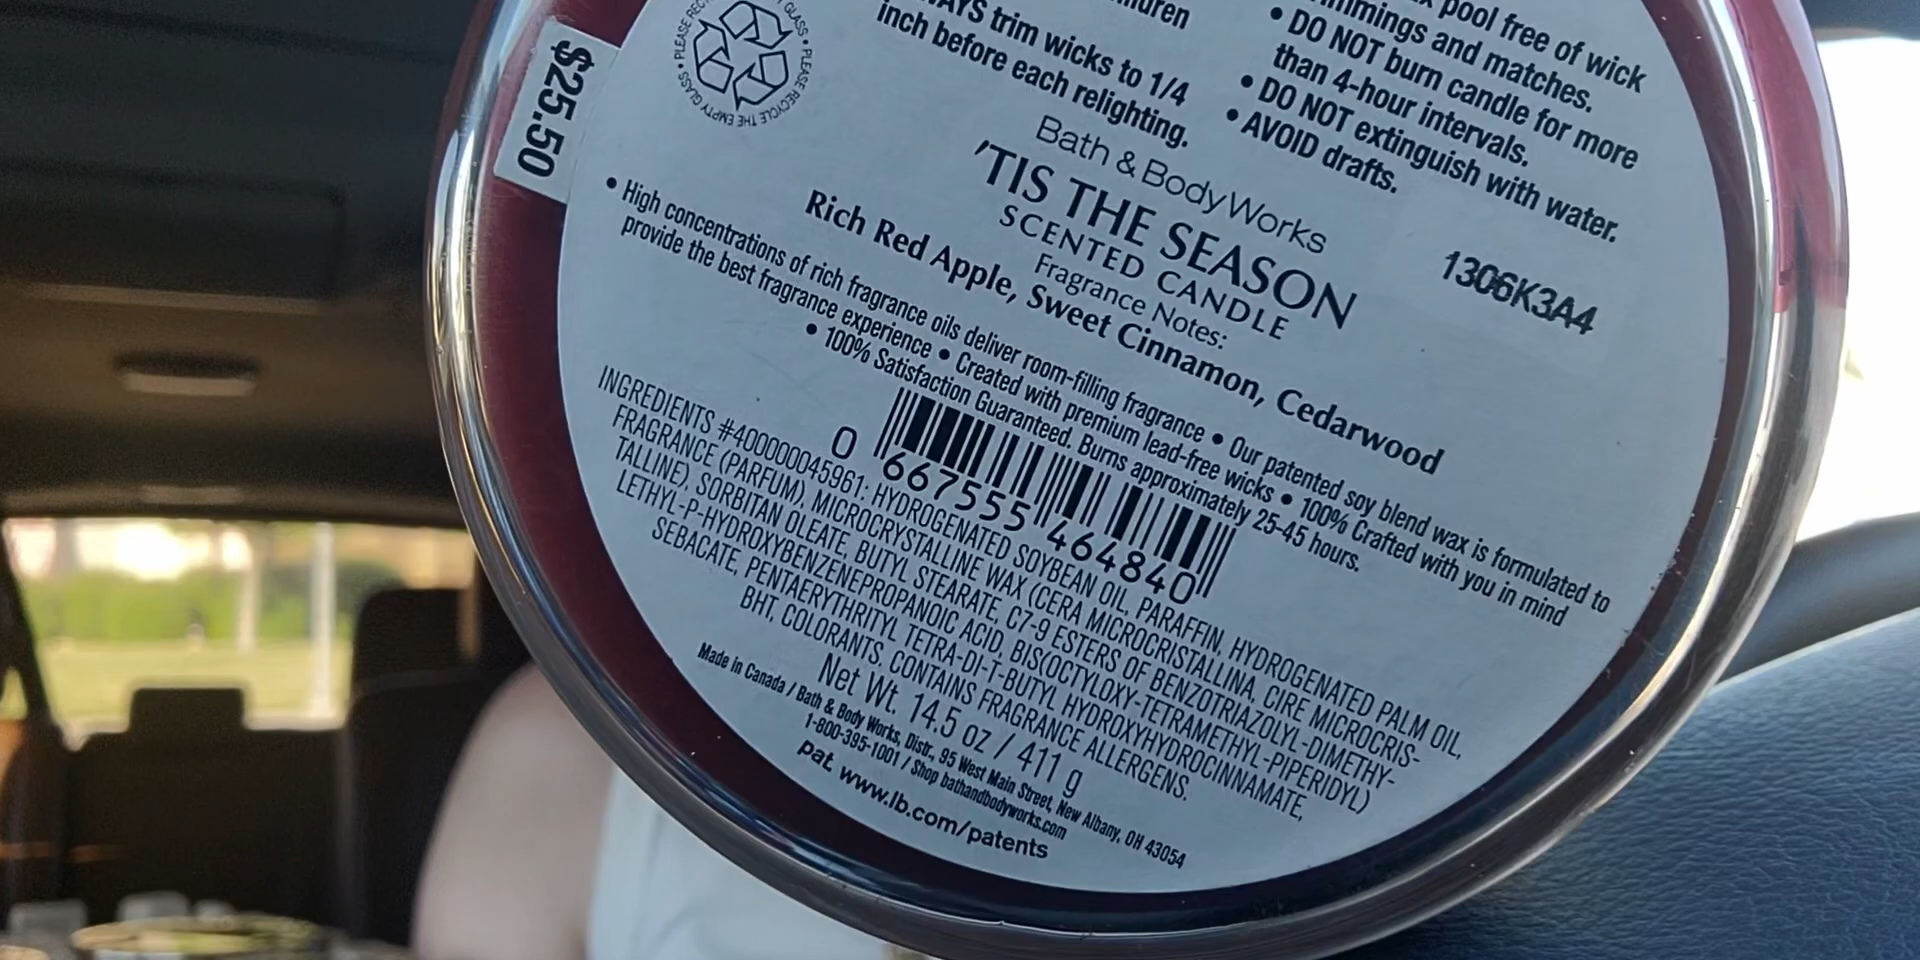 $25.50
PLEASE RECYCLE THE EMPTY GLASS • PLEASE
trim wicks to 1/4
inch before each relighting.
pool free of wick
and matches.
• DO NOT burn candle for more
than 4-hour intervals.
• DO NOT extinguish with water.
• AVOID drafts.
Bath & Body Works
'TIS THE SEASON
SCENTED CANDLE
Fragrance Notes:
Rich Red Apple, Sweet Cinnamon, Cedarwood
1306K3A4
• High concentrations of rich fragrance oils deliver room-filling fragrance • Our patented soy blend wax is formulated to
provide the best fragrance experience • Created with premium lead-free wicks • 100% Crafted with you in mind
• 100% Satisfaction Guaranteed. Burns approximately 25-45 hours.
0 667555 464840
INGREDIENTS #40000045961: HYDROGENATED SOYBEAN OIL, PARAFFIN, HYDROGENATED PALM OIL,
FRAGRANCE (PARFUM), MICROCRYSTALLINE WAX (CERA MICROCRISTALLINA, CIRE MICROCRIS-
TALLINE), SORBITAN OLEATE, BUTYL STEARATE, C7-9 ESTERS OF BENZOTRIAZOLYL-DIMETHY-
LETHYL-P-HYDROXYBENZENEPROPANOIC ACID, BIS(OCTYLOXY-TETRAMETHYL-PIPERIDYL)
SEBACATE, PENTAERYTHRITYL TETRA-DI-T-BUTYL HYDROXYHYDROCINNAMATE,
BHT, COLORANTS. CONTAINS FRAGRANCE ALLERGENS.
Net Wt. 14.5 oz / 411 g
Made in Canada / Bath & Body Works, Distr., 95 West Main Street, New Albany, OH 43054
1-800-395-1001 / Shop bathandbodyworks.com
pat. www.lb.com/patents